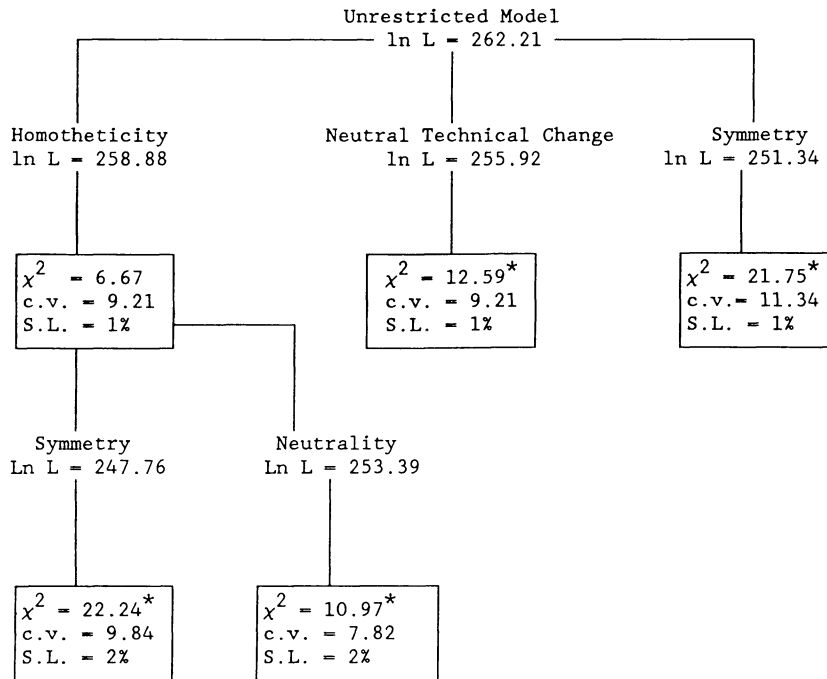 Unrestricted Model
ln L = 262.21
Homotheticity
ln L = 258.88
Neutral Technical Change
ln L = 255.92
Symmetry
ln L = 251.34
χ² = 6.67
c.v. = 9.21
S.L. = 1%
χ² = 12.59*
c.v. = 9.21
S.L. = 1%
χ² = 21.75*
c.v.= 11.34
S.L. = 1%
Symmetry
Ln L = 247.76
Neutrality
Ln L = 253.39
χ² = 22.24*
c.v. = 9.84
S.L. = 2%
χ² = 10.97*
c.v. = 7.82
S.L. = 2%